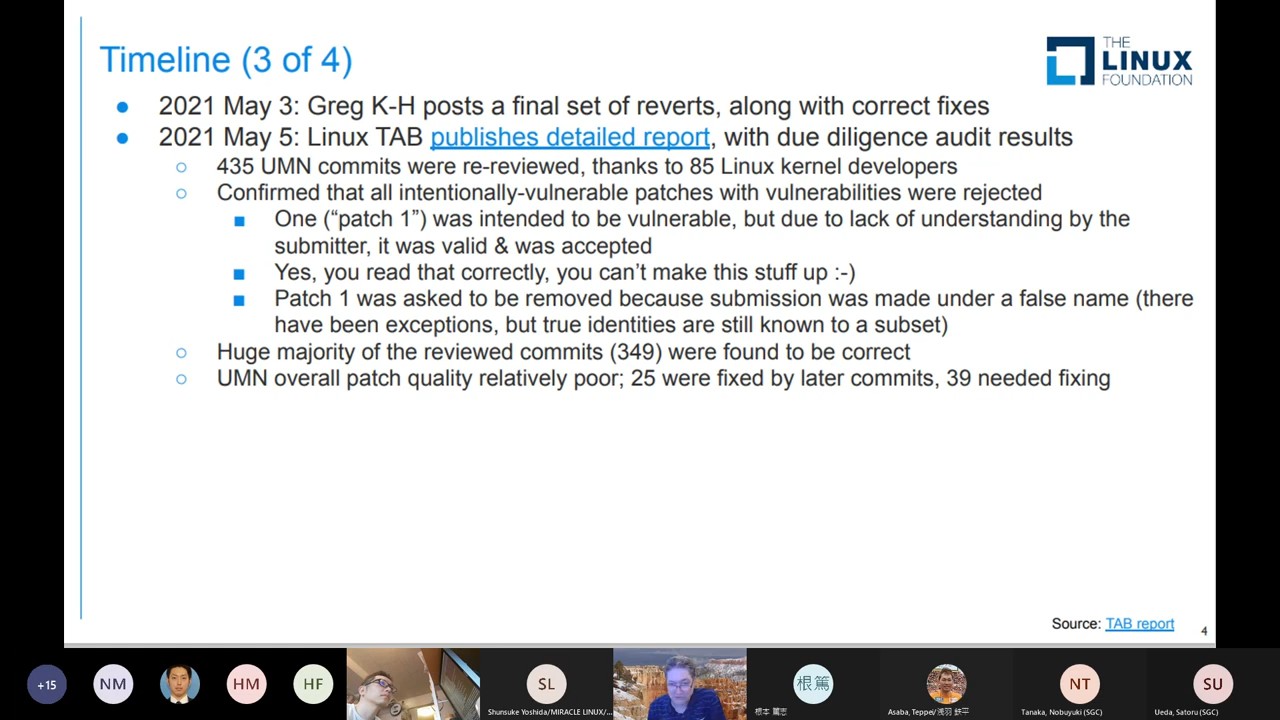 Timeline (3 of 4)
THE
LINUX
FOUNDATION
2021 May 3: Greg K-H posts a final set of reverts, along with correct fixes
2021 May 5: Linux TAB publishes detailed report, with due diligence audit results
435 UMN commits were re-reviewed, thanks to 85 Linux kernel developers
Confirmed that all intentionally-vulnerable patches with vulnerabilities were rejected
One (“patch 1”) was intended to be vulnerable, but due to lack of understanding by the
submitter, it was valid & was accepted
Yes, you read that correctly, you can’t make this stuff up :-)
Patch 1 was asked to be removed because submission was made under a false name (there
have been exceptions, but true identities are still known to a subset)
Huge majority of the reviewed commits (349) were found to be correct
UMN overall patch quality relatively poor; 25 were fixed by later commits, 39 needed fixing
Source: TAB report
4
+15
NM
HM
HF
SL
根篤
NT
SU
Shunsuke Yoshida/MIRACLE LINUX/...
根本 篤志
Asaba, Teppei/浅羽 鉄平
Tanaka, Nobuyuki (SGC)
Ueda, Satoru (SGC)